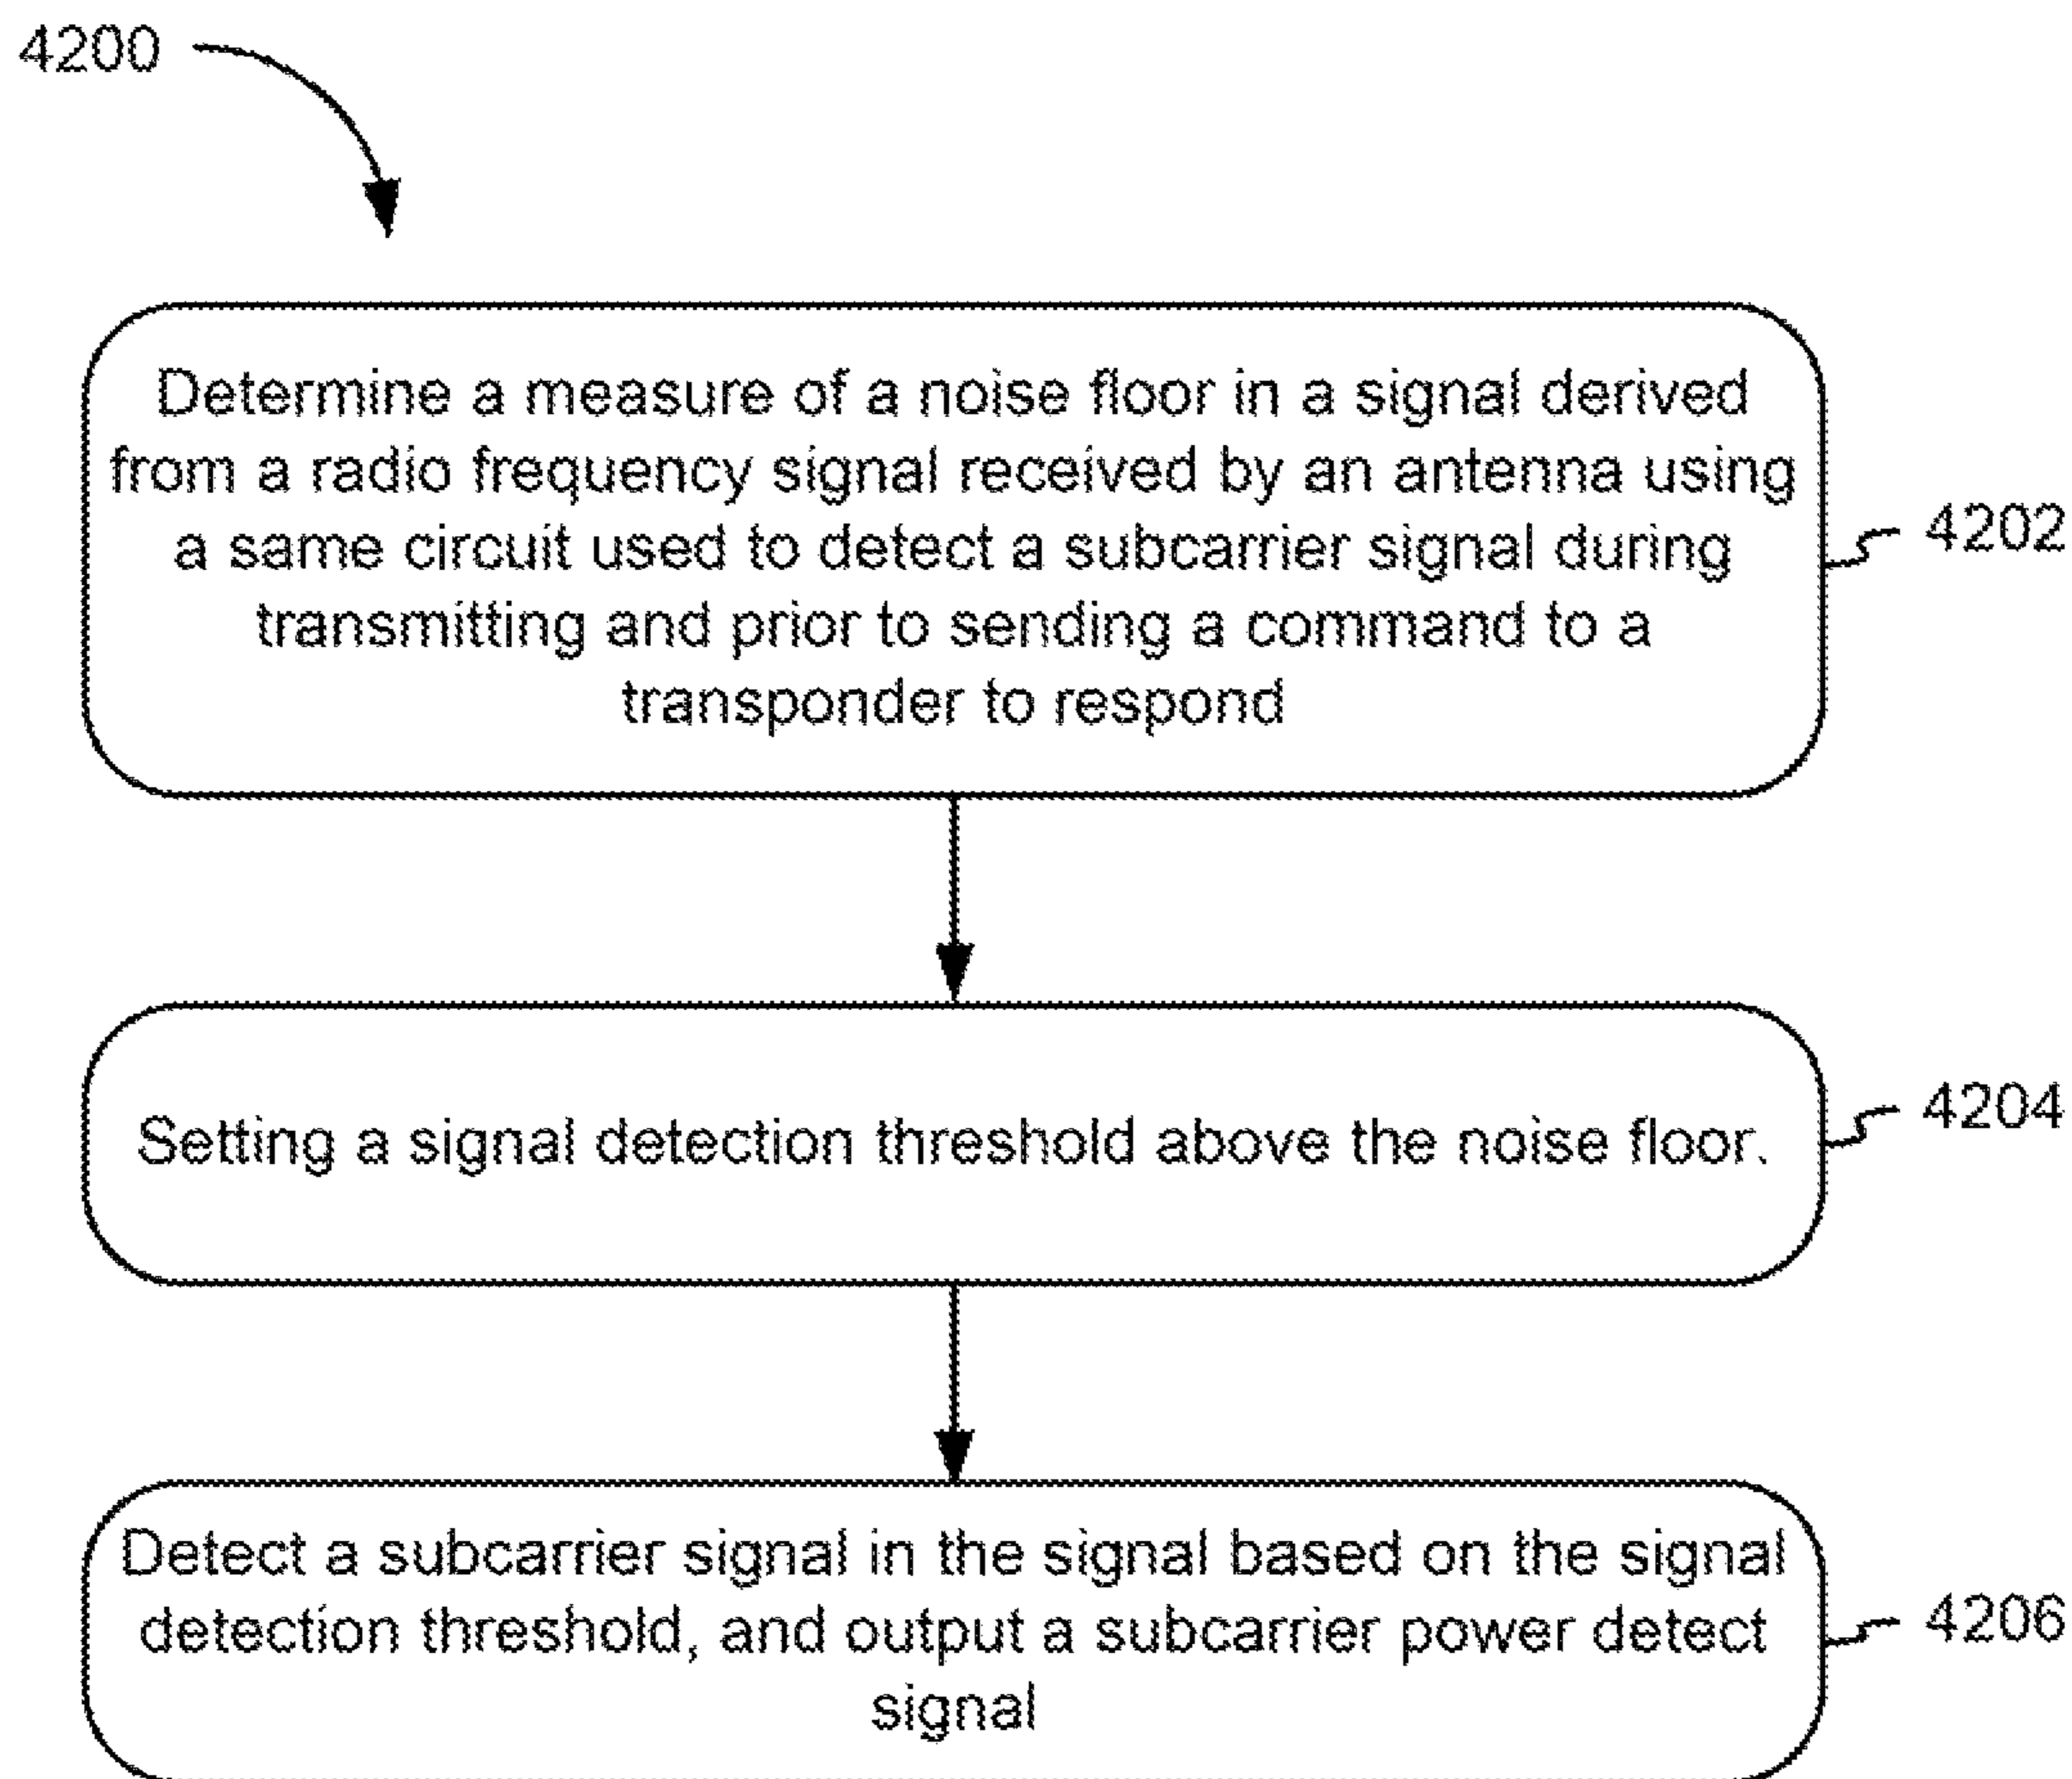 4200
Determine a measure of a noise floor in a signal derived
from a radio frequency signal received by an antenna using
a same circuit used to detect a subcarrier signal during
transmitting and prior to sending a command to a
transponder to respond
4202
Setting a signal detection threshold above the noise floor.
4204
Detect a subcarrier signal in the signal based on the signal
detection threshold, and output a subcarrier power detect
signal
4206